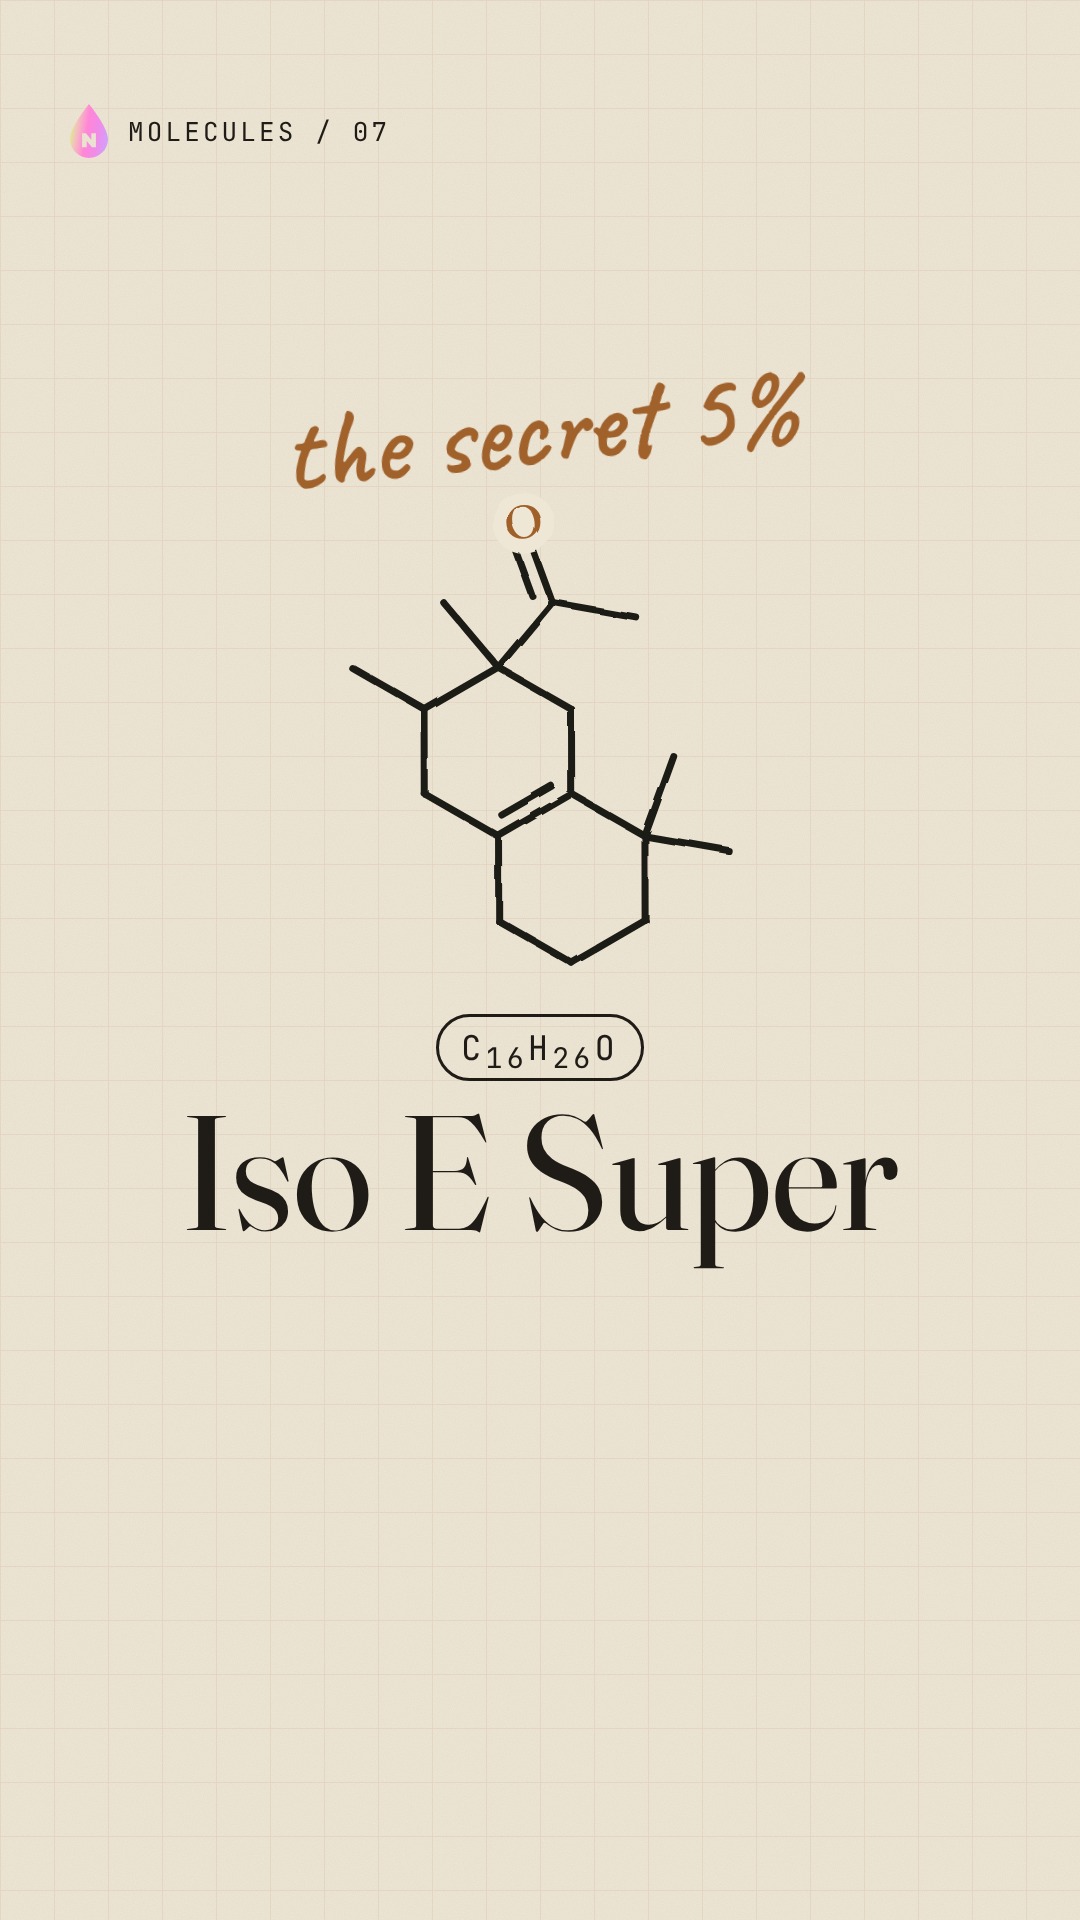 N
MOLECULES / 07
the secret 5%
O
C₁₆H₂₆O
Iso E Super